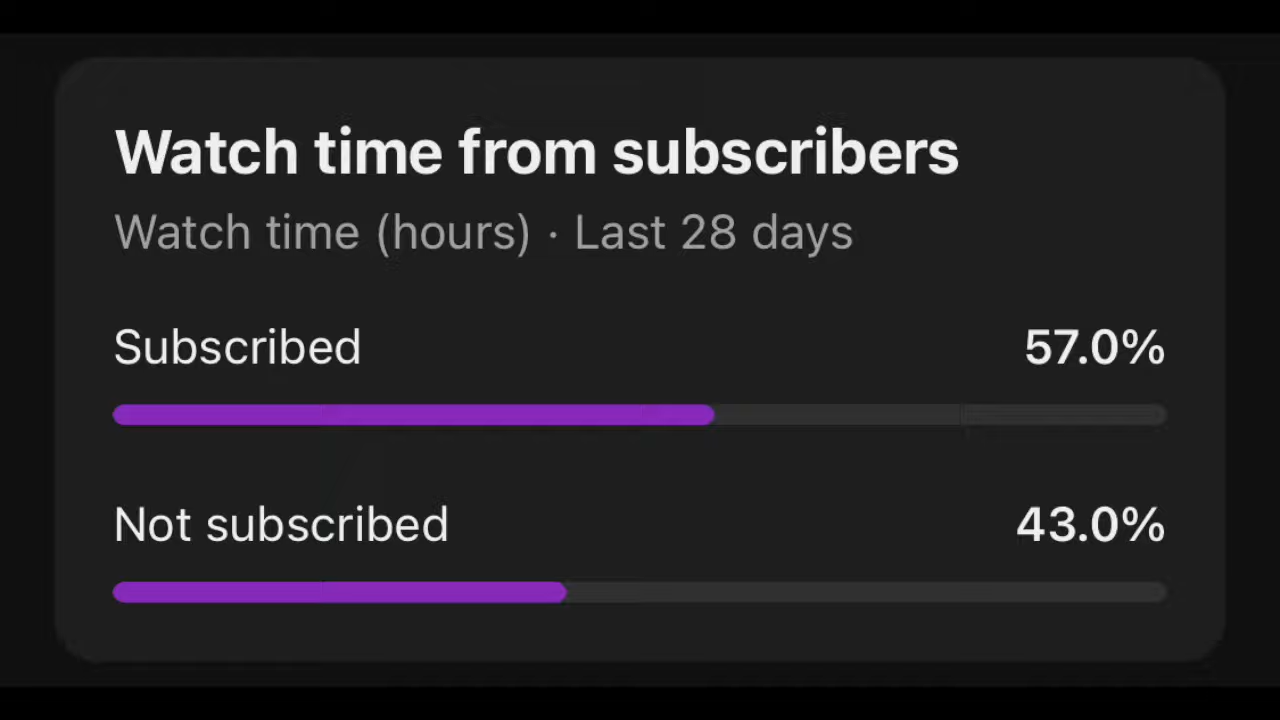 Watch time from subscribers
Watch time (hours) · Last 28 days
Subscribed 57.0%
Not subscribed 43.0%